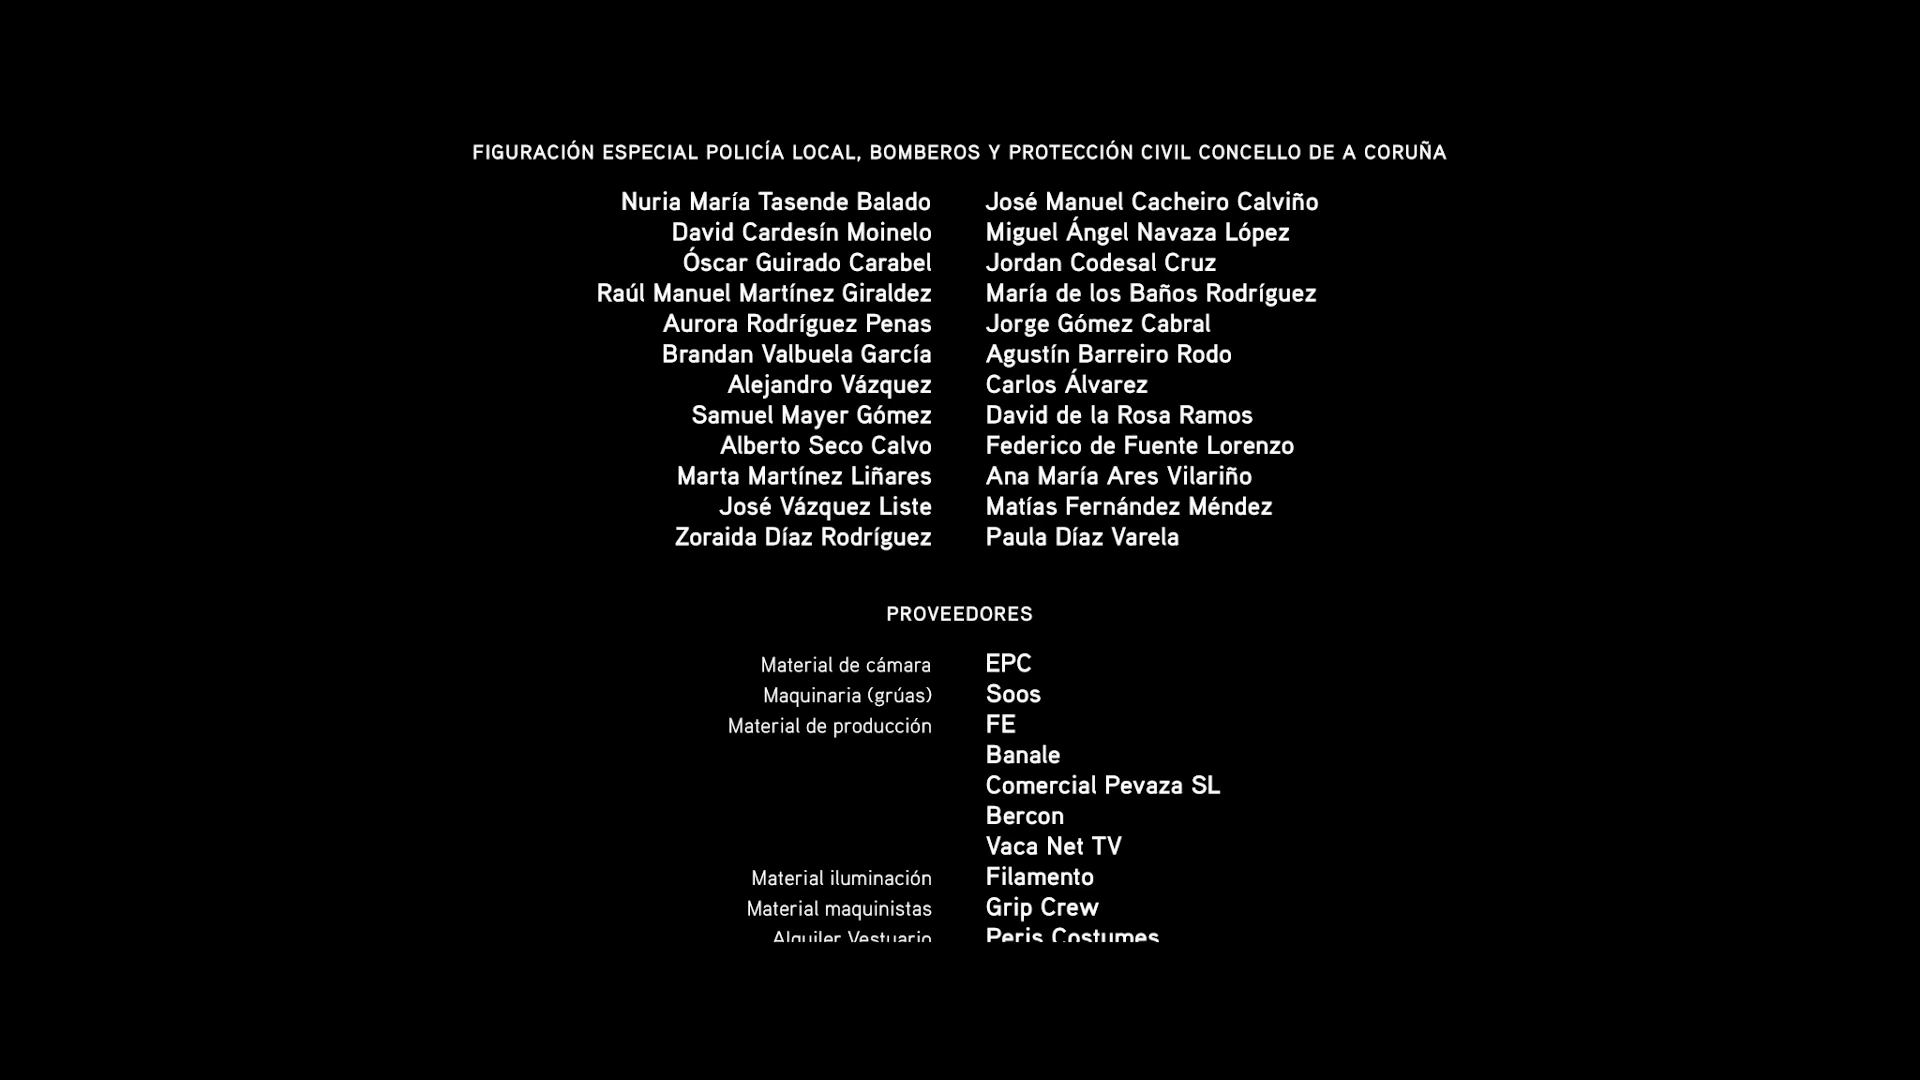 FIGURACIÓN ESPECIAL POLICÍA LOCAL, BOMBEROS Y PROTECCIÓN CIVIL CONCELLO DE A CORUÑA
Nuria María Tasende Balado José Manuel Cacheiro Calviño
David Cardesín Moinelo Miguel Ángel Navaza López
Óscar Guirado Carabel Jordan Codesal Cruz
Raúl Manuel Martínez Giraldez María de los Baños Rodríguez
Aurora Rodríguez Penas Jorge Gómez Cabral
Brandan Valbuela García Agustín Barreiro Rodo
Alejandro Vázquez Carlos Álvarez
Samuel Mayer Gómez David de la Rosa Ramos
Alberto Seco Calvo Federico de Fuente Lorenzo
Marta Martínez Liñares Ana María Ares Vilariño
José Vázquez Liste Matías Fernández Méndez
Zoraida Díaz Rodríguez Paula Díaz Varela
PROVEEDORES
Material de cámara EPC
Maquinaria (grúas) Soos
Material de producción FE
Banale
Comercial Pevaza SL
Bercon
Vaca Net TV
Material iluminación Filamento
Material maquinistas Grip Crew
Alquiler Vestuario Peris Costumes